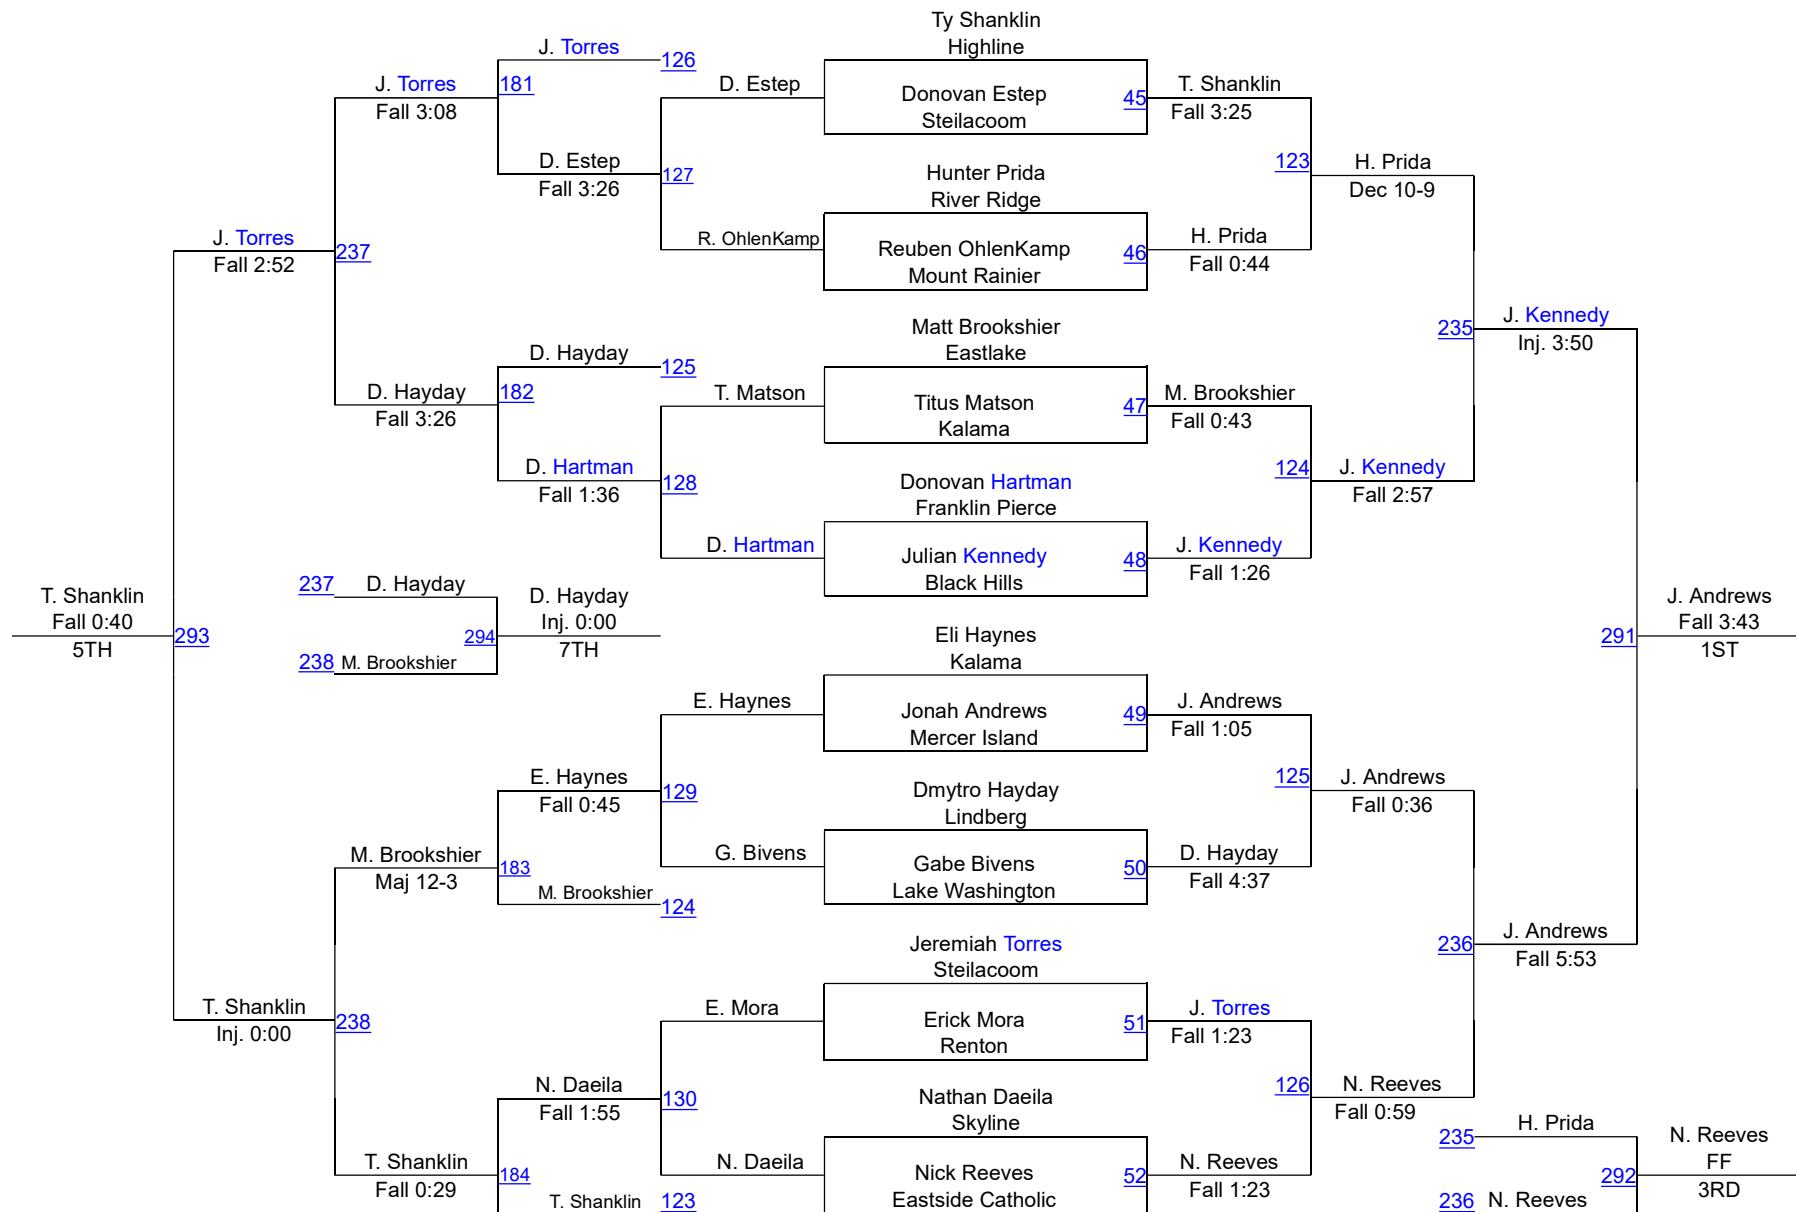 Ty Shanklin
Highline
J. Torres
126
J. Torres
181
D. Estep
Donovan Estep
45
T. Shanklin
Fall 3:08
Steilacoom
Fall 3:25
D. Estep
127
Fall 3:26
Hunter Prida
River Ridge
123
H. Prida
Dec 10-9
J. Torres
237
Fall 2:52
R. OhlenKamp
Reuben OhlenKamp
46
Mount Rainier
H. Prida
Fall 0:44
Matt Brookshier
Eastlake
235
J. Kennedy
Inj. 3:50
D. Hayday
125
D. Hayday
182
Fall 3:26
T. Matson
Titus Matson
47
Kalama
M. Brookshier
Fall 0:43
D. Hartman
128
Fall 1:36
Donovan Hartman
Franklin Pierce
124
J. Kennedy
Fall 2:57
D. Hartman
Julian Kennedy
48
Black Hills
J. Kennedy
Fall 1:26
T. Shanklin
Fall 0:40
293
5TH
237
D. Hayday
294
238
M. Brookshier
D. Hayday
Inj. 0:00
7TH
Eli Haynes
Kalama
291
J. Andrews
Fall 3:43
1ST
E. Haynes
Jonah Andrews
49
Mercer Island
J. Andrews
Fall 1:05
E. Haynes
129
Fall 0:45
Dmytro Hayday
Lindberg
125
J. Andrews
Fall 0:36
M. Brookshier
183
Maj 12-3
M. Brookshier
124
G. Bivens
Gabe Bivens
50
Lake Washington
D. Hayday
Fall 4:37
Jeremiah Torres
Steilacoom
236
J. Andrews
Fall 5:53
T. Shanklin
238
Inj. 0:00
E. Mora
Erick Mora
51
Renton
J. Torres
Fall 1:23
N. Daeila
130
Fall 1:55
Nathan Daeila
Skyline
126
N. Reeves
Fall 0:59
235
H. Prida
N. Reeves
FF
292
3RD
T. Shanklin
184
Fall 0:29
T. Shanklin
123
N. Daeila
Nick Reeves
52
Eastside Catholic
N. Reeves
Fall 1:23
236
N. Reeves